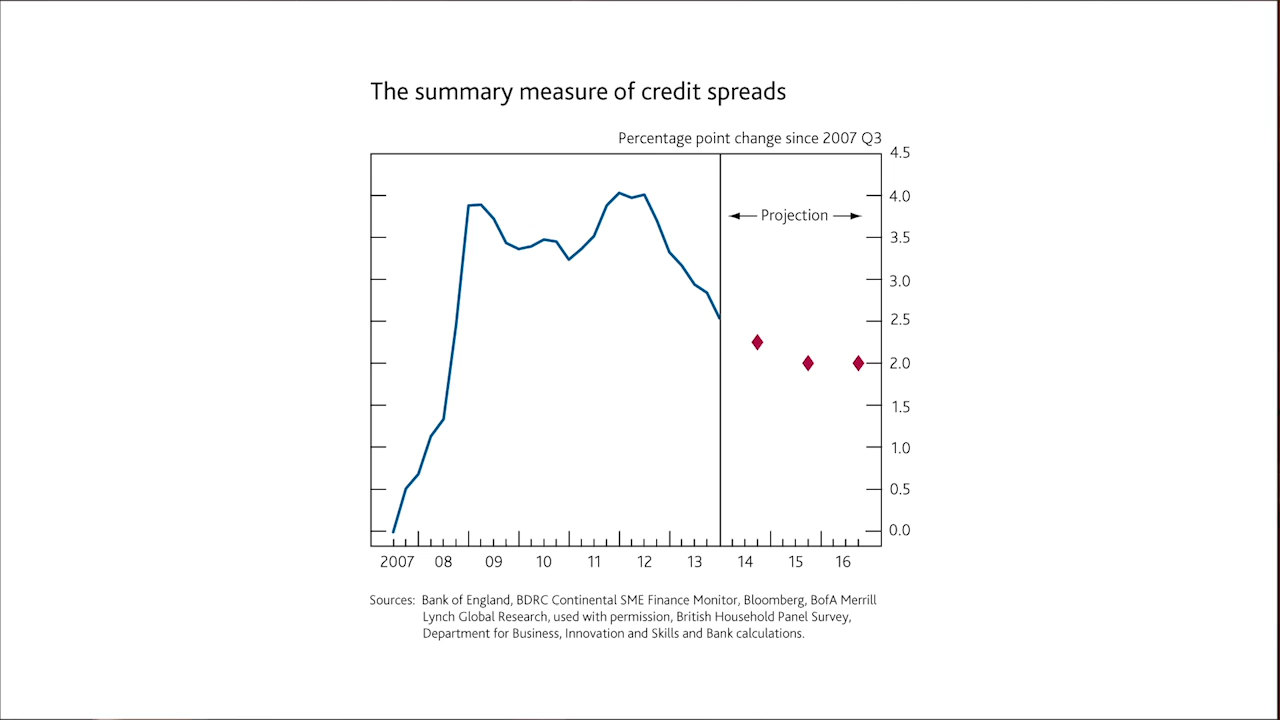 The summary measure of credit spreads
Percentage point change since 2007 Q3
4.5
4.0
Projection
3.5
3.0
2.5
2.0
1.5
1.0
0.5
0.0
2007 08 09 10 11 12 13 14 15 16
Sources: Bank of England, BDRC Continental SME Finance Monitor, Bloomberg, BofA Merrill
Lynch Global Research, used with permission, British Household Panel Survey,
Department for Business, Innovation and Skills and Bank calculations.